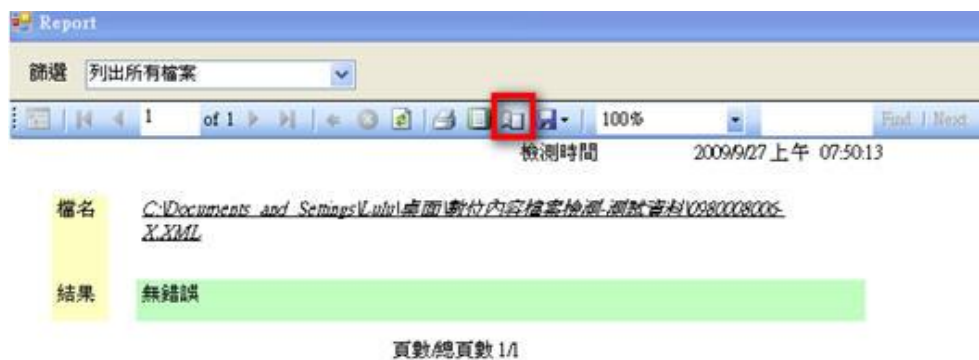 Report
篩選 列出所有檔案
1 of 1 100% Find | Next
檢測時間 2009/9/27 上午 07:50:13
檔名 C:\Documents and Settings\Lulu\桌面\數位內容檔案檢測-測試資料\0980008006-
X.XML
結果 無錯誤
頁數/總頁數 1/1